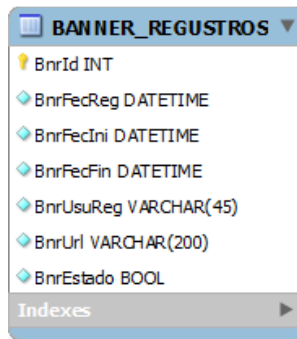 BANNER_REGUSTROS
BnrId INT
BnrFecReg DATETIME
BnrFecIni DATETIME
BnrFecFin DATETIME
BnrUsuReg VARCHAR(45)
BnrUrl VARCHAR(200)
BnrEstado BOOL
Indexes